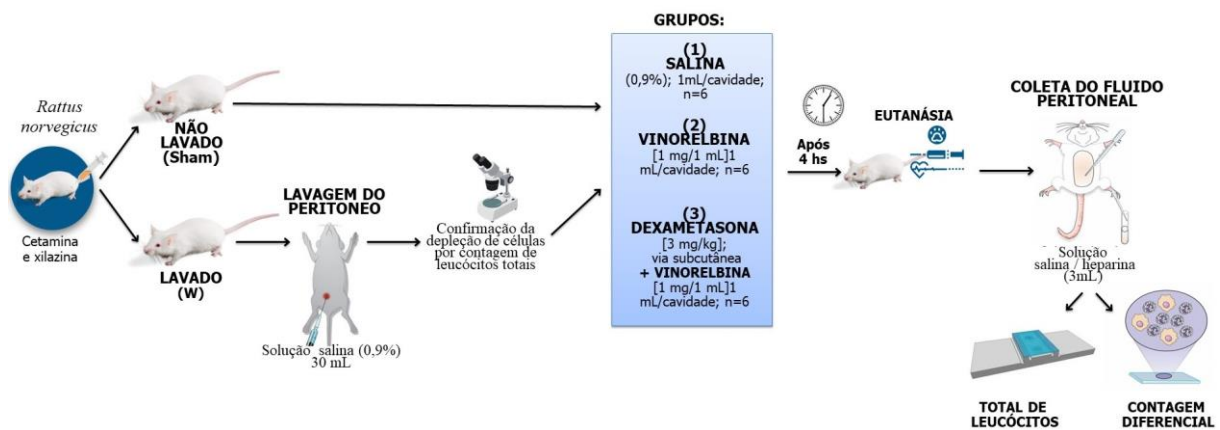 Rattus
norvegicus
Cetamina
e xilazina
NÃO
LAVADO
(Sham)
LAVADO
(W)
LAVAGEM DO
PERITONEO
Solução salina (0,9%)
30 mL
Confirmação da
depleção de células
por contagem de
leucócitos totais
GRUPOS:
(1)
SALINA
(0,9%); 1mL/cavidade;
n=6
(2)
VINORELBINA
[1 mg/1 mL]1
mL/cavidade; n=6
(3)
DEXAMETASONA
[3 mg/kg];
via subcutânea
+ VINORELBINA
[1 mg/1 mL]1
mL/cavidade; n=6
Após
4 hs
EUTANÁSIA
COLETA DO FLUIDO
PERITONEAL
Solução
salina / heparina
(3mL)
TOTAL DE
LEUCÓCITOS
CONTAGEM
DIFERENCIAL